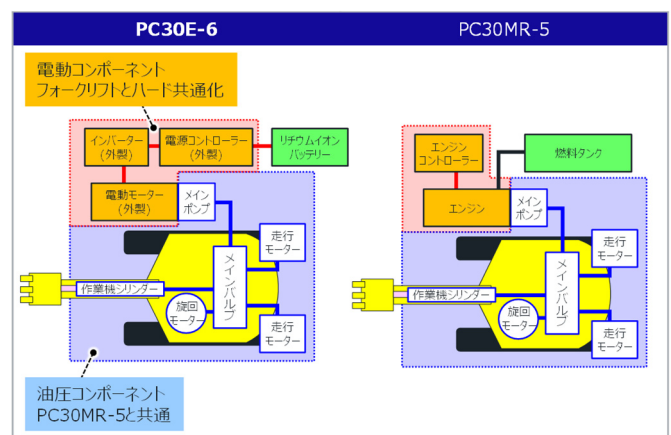 PC30E-6
PC30MR-5
電動コンポーネント
フォークリフトとハード共通化
インバーター
(外製)
電源コントローラー
(外製)
リチウムイオン
バッテリー
電動モーター
(外製)
メイン
ポンプ
走行
モーター
メインバルブ
作業機シリンダー
旋回
モーター
走行
モーター
油圧コンポーネント
PC30MR-5と共通
エンジン
コントローラー
燃料タンク
エンジン
メイン
ポンプ
走行
モーター
メインバルブ
作業機シリンダー
旋回
モーター
走行
モーター